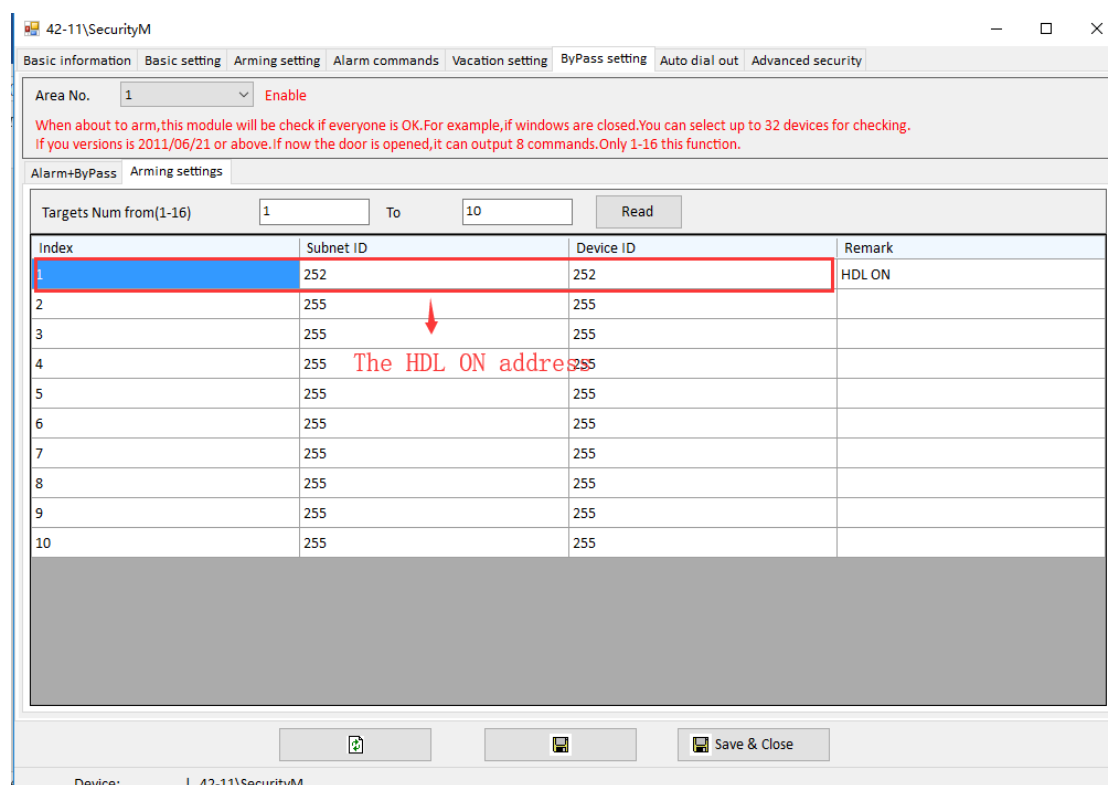 42-11\SecurityM
Basic information Basic setting Arming setting Alarm commands Vacation setting ByPass setting Auto dial out Advanced security
Area No. 1 Enable
When about to arm,this module will be check if everyone is OK.For example,if windows are closed.You can select up to 32 devices for checking.
If you versions is 2011/06/21 or above.If now the door is opened,it can output 8 commands.Only 1-16 this function.
Alarm+ByPass Arming settings
Targets Num from(1-16) 1 To 10 Read
Index Subnet ID Device ID Remark
1 252 252 HDL ON
2 255 255
3 255 255
4 255 255
The HDL ON address
5 255 255
6 255 255
7 255 255
8 255 255
9 255 255
10 255 255
Save & Close
Device: 42-11\SecurityM